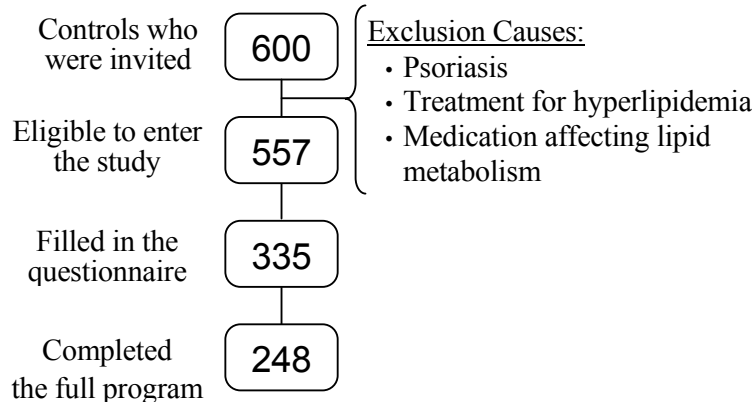 Controls who
were invited
600
Exclusion Causes:
• Psoriasis
• Treatment for hyperlipidemia
• Medication affecting lipid
metabolism
Eligible to enter
the study
557
Filled in the
questionnaire
335
Completed
the full program
248